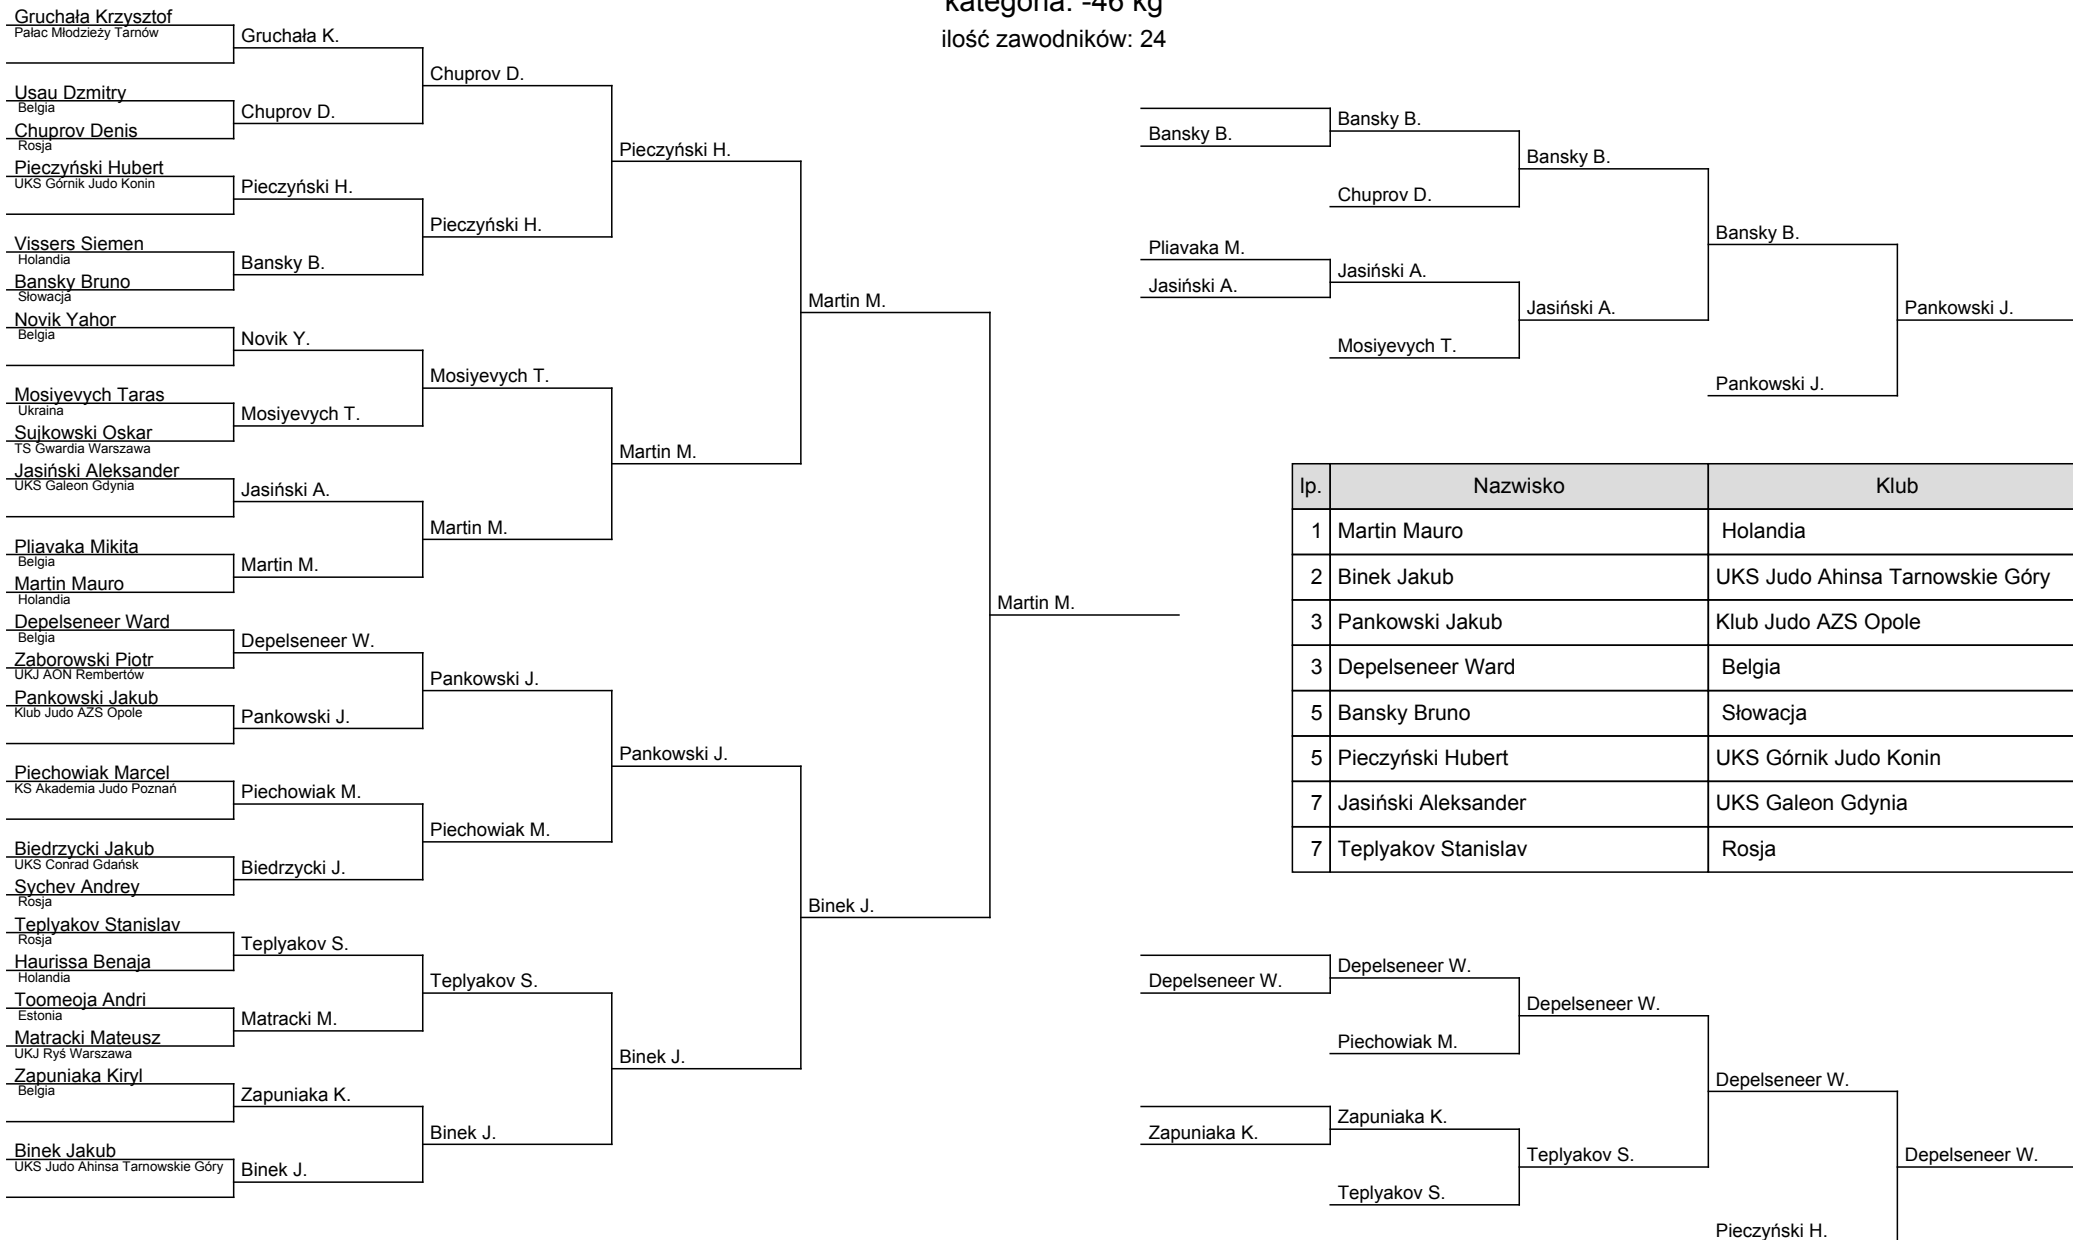 kategoria: -46 kg
ilość zawodników: 24
Gruchała Krzysztof
Pałac Młodzieży Tarnów
Usau Dzmitry
Belgia
Chuprov Denis
Rosja
Pieczyński Hubert
UKS Górnik Judo Konin
Vissers Siemen
Holandia
Bansky Bruno
Słowacja
Novik Yahor
Belgia
Mosiyevych Taras
Ukraina
Sujkowski Oskar
TS Gwardia Warszawa
Jasiński Aleksander
UKS Galeon Gdynia
Pliavaka Mikita
Belgia
Martin Mauro
Holandia
Depelseneer Ward
Belgia
Zaborowski Piotr
UKJ AON Rembertów
Pankowski Jakub
Klub Judo AZS Opole
Piechowiak Marcel
KS Akademia Judo Poznań
Biedrzycki Jakub
UKS Conrad Gdańsk
Sychev Andrey
Rosja
Teplyakov Stanislav
Rosja
Haurissa Benaja
Holandia
Toomeoja Andri
Estonia
Matracki Mateusz
UKJ Ryś Warszawa
Zapuniaka Kiryl
Belgia
Binek Jakub
UKS Judo Ahinsa Tarnowskie Góry
Gruchała K.
Chuprov D.
Pieczyński H.
Bansky B.
Novik Y.
Mosiyevych T.
Jasiński A.
Martin M.
Depelseneer W.
Pankowski J.
Piechowiak M.
Biedrzycki J.
Teplyakov S.
Matracki M.
Zapuniaka K.
Binek J.
Chuprov D.
Pieczyński H.
Mosiyevych T.
Martin M.
Pankowski J.
Piechowiak M.
Teplyakov S.
Binek J.
Pieczyński H.
Martin M.
Pankowski J.
Binek J.
Martin M.
Binek J.
Martin M.
Bansky B.
Pliavaka M.
Jasiński A.
Bansky B.
Chuprov D.
Jasiński A.
Mosiyevych T.
Bansky B.
Jasiński A.
Bansky B.
Pankowski J.
Pankowski J.
lp. Nazwisko Klub
1 Martin Mauro Holandia
2 Binek Jakub UKS Judo Ahinsa Tarnowskie Góry
3 Pankowski Jakub Klub Judo AZS Opole
3 Depelseneer Ward Belgia
5 Bansky Bruno Słowacja
5 Pieczyński Hubert UKS Górnik Judo Konin
7 Jasiński Aleksander UKS Galeon Gdynia
7 Teplyakov Stanislav Rosja
Depelseneer W.
Zapuniaka K.
Depelseneer W.
Piechowiak M.
Zapuniaka K.
Teplyakov S.
Depelseneer W.
Teplyakov S.
Depelseneer W.
Pieczyński H.
Depelseneer W.